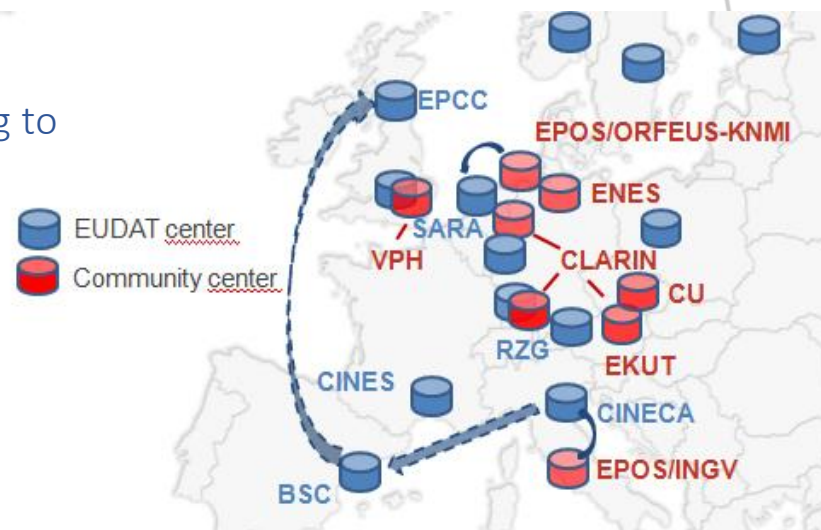 g to
EPCC
EPOS/ORFEUS-KNMI
ENES
EUDAT center
SARA
VPH
CLARIN
Community center
CU
RZG
EKUT
CINES
CINECA
EPOS/INGV
BSC